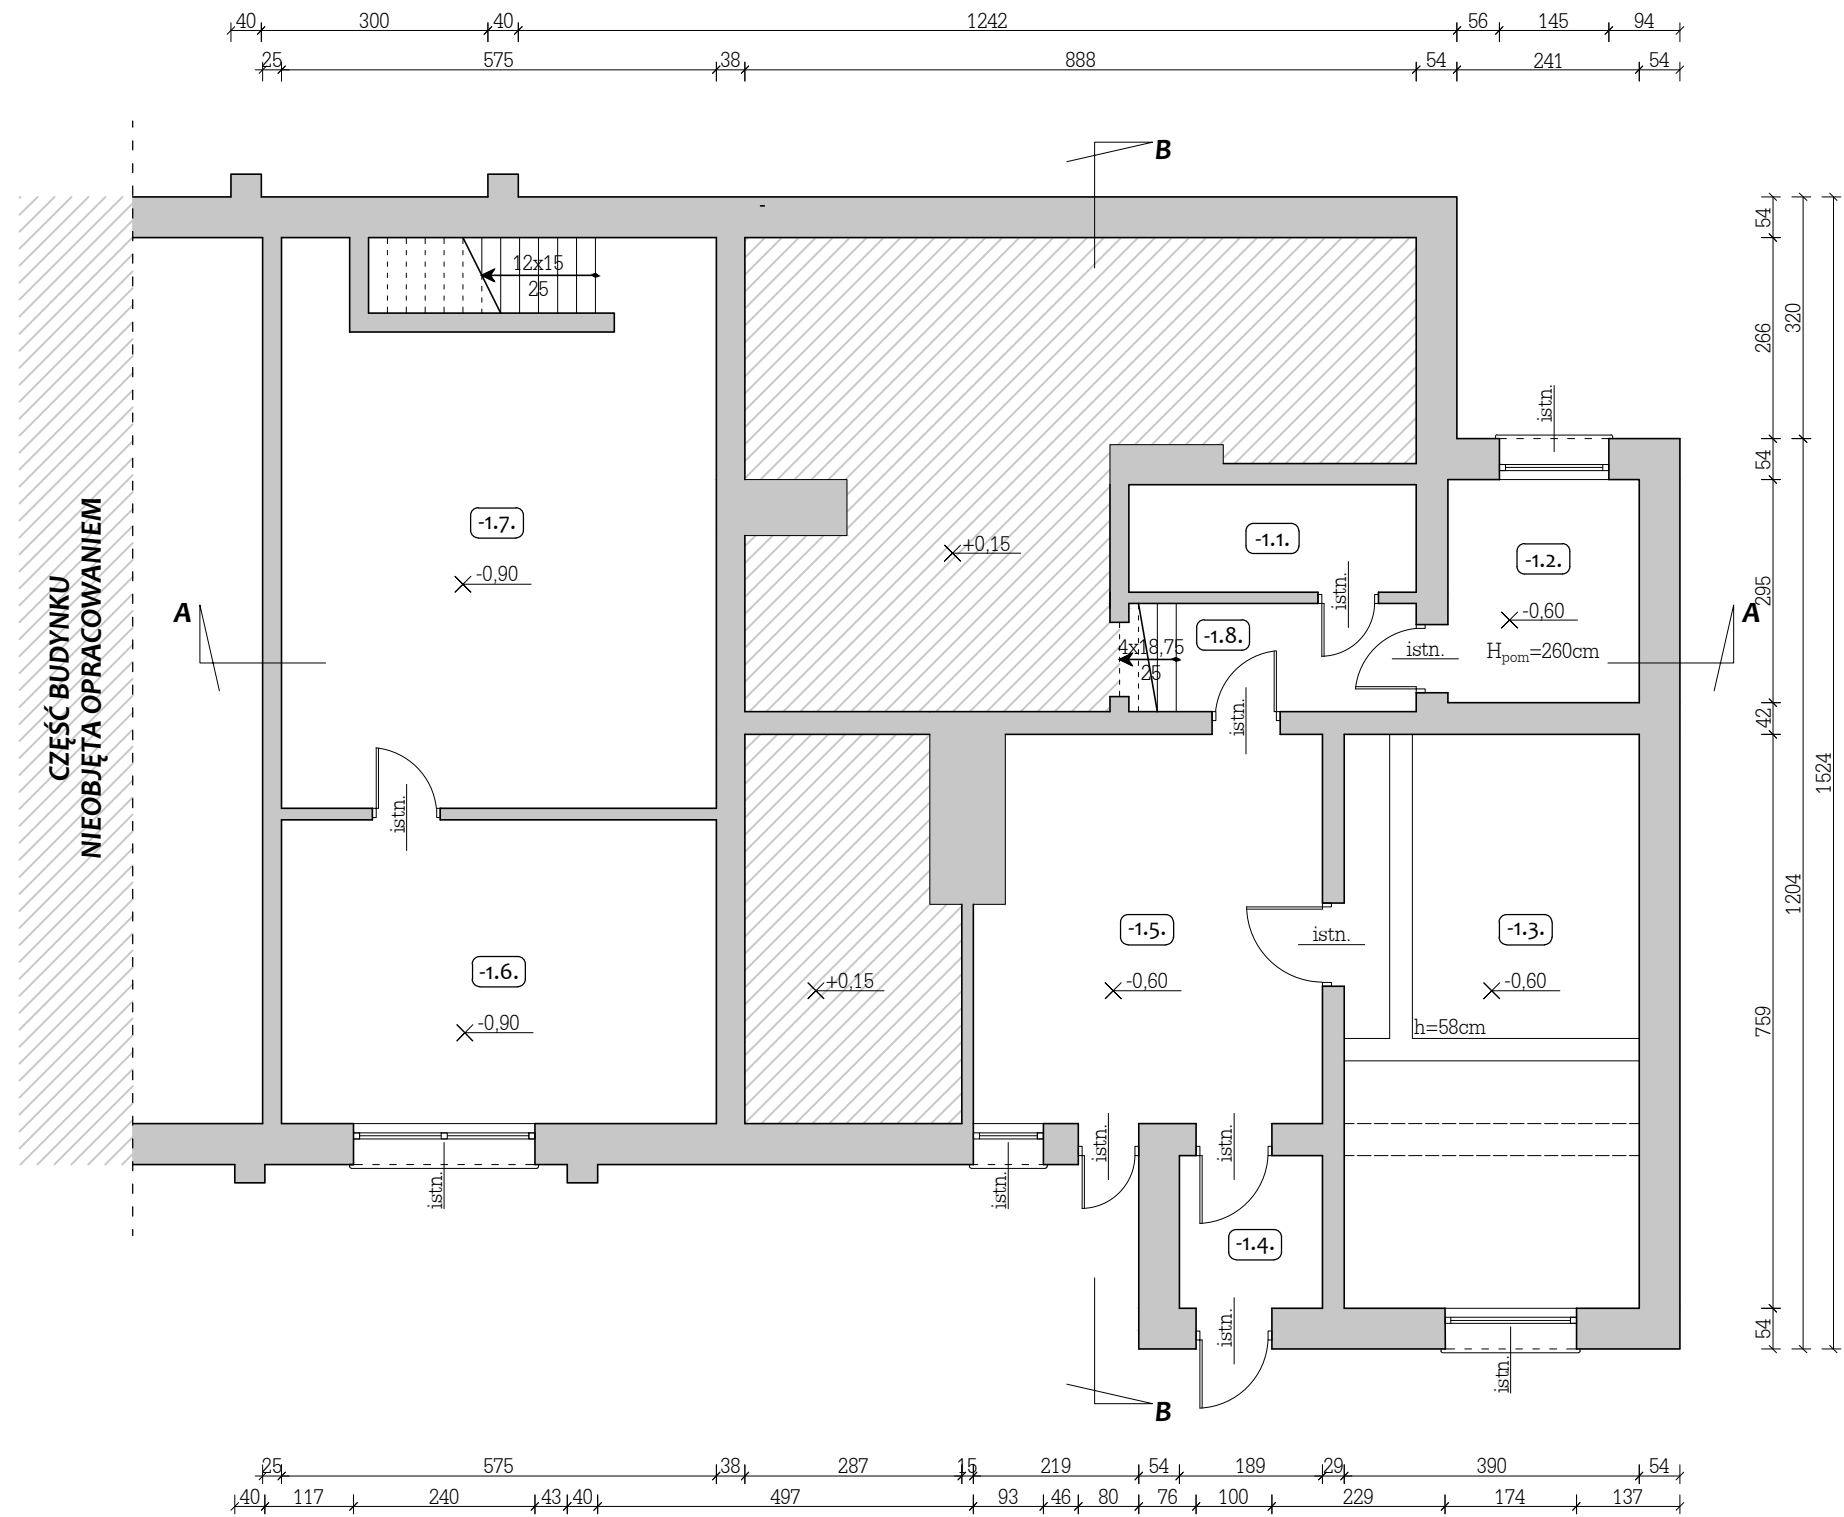 40 300 40 1242 56 145 94
25 575 38 888 54 241 54
B
54
12x15
25
320
266
istn.
54
-1.7.
-1.1.
+0,15
-1.2.
CZĘŚĆ BUDYNKU
NIEOBJĘTA OPRACOWANIEM
-0,90
istn.
295
A
-0,60
A
-1.8.
4x18,75
25
istn.
Hpom=260cm
istn.
42
1524
istn.
1204
-1.5.
istn.
-1.3.
-1.6.
+0,15
-0,60
-0,60
-0,90
h=58cm
759
istn.
istn.
istn.
istn.
-1.4.
istn.
54
istn.
B
25 575 38 287 15 219 54 189 29 390 54
40 117 240 43 40 497 93 46 80 76 100 229 174 137